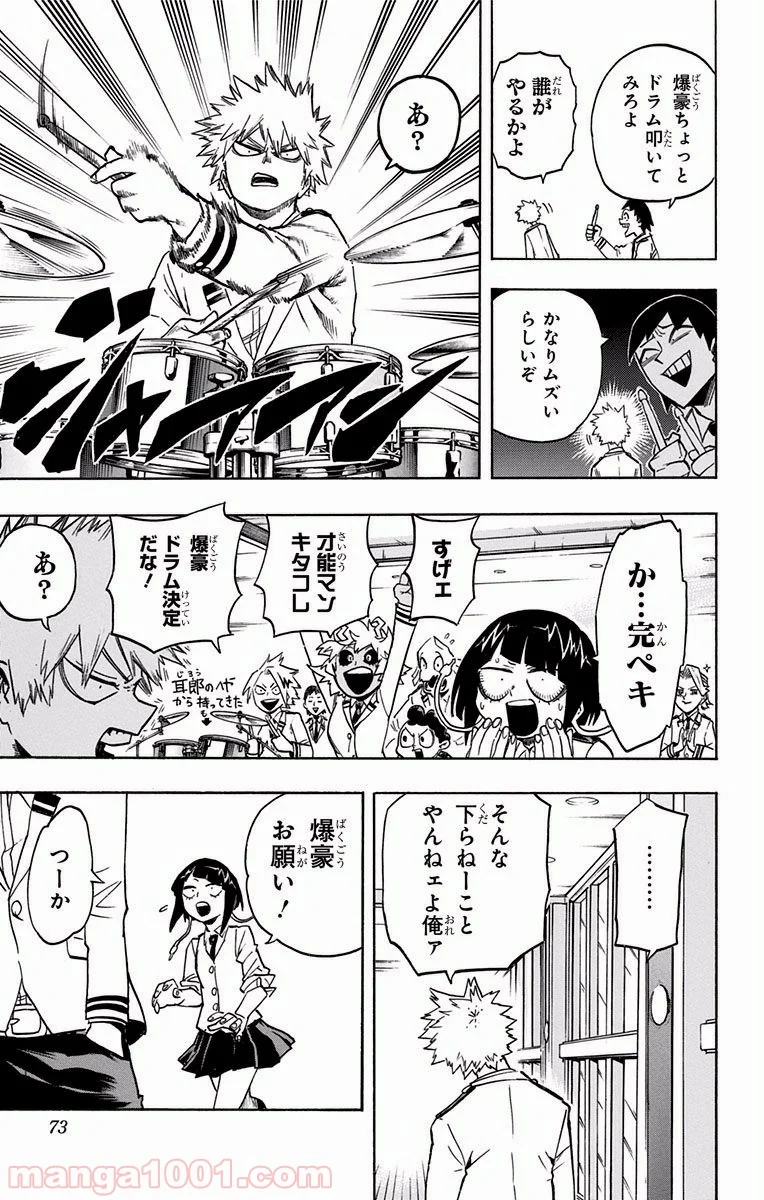 爆豪ちょっと
ドラム叩いて
みろよ
誰が
やるかよ
かなりムズい
らしいぞ
あ?
ジャジャッ
か…完ペキ
すげエ
才能マン
キタコレ
爆豪
ドラム決定
だな!
耳郎のヘヤ
から持ってきた
も
あ?
………
そんな
下らねーこと
やんねェよ俺ァ
爆豪
お願い!
つーか
73
manga1001.com